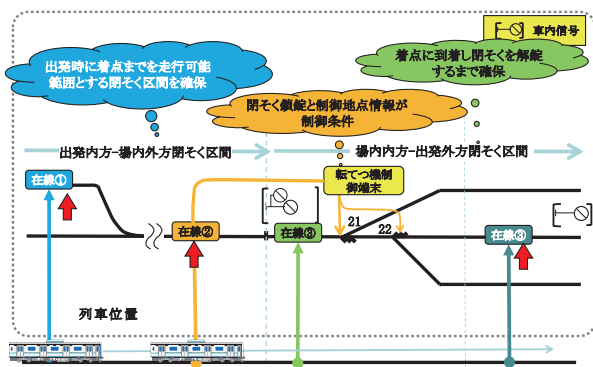 車内信号
出発時に着点までを走行可能
範囲とする閉そく区間を確保
着点に到着し閉そくを解錠
するまで確保
閉そく鎖錠と制御地点情報が
制御条件
出発内方−場内外方閉そく区間
場内内方−出発外方閉そく区間
在線①
転てつ機制
御端末
在線②
在線③
21
22
在線③
列車位置